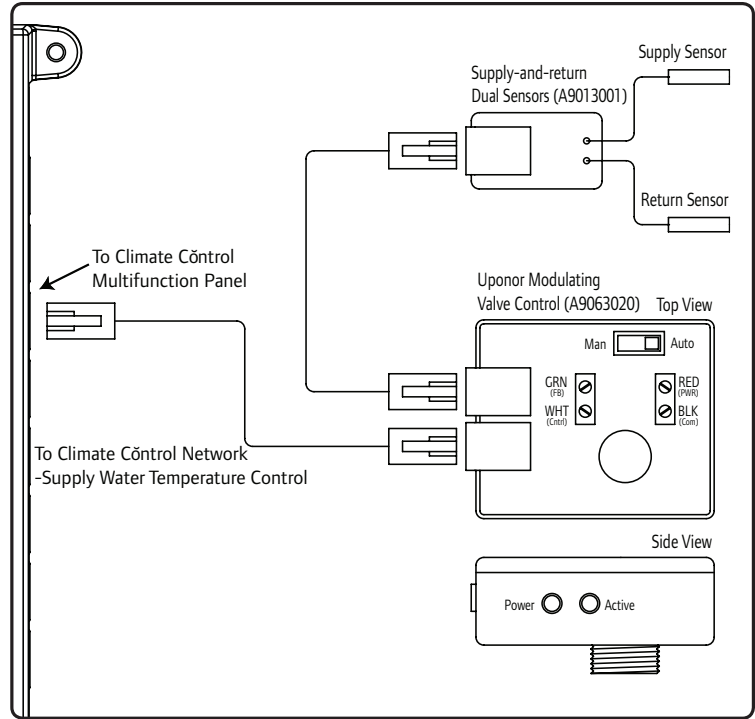 Supply Sensor
Supply-and-return
Dual Sensors (A9013001)
Return Sensor
To Climate Cŏntrol
Multifunction Panel
Uponor Modulating
Valve Control (A9063020)
Top View
Man
Auto
GRN
(FB)
RED
(PWR)
WHT
(Cntrl)
BLK
(Com)
To Climate Cŏntrol Network
-Supply Water Temperature Control
Side View
Power
Active